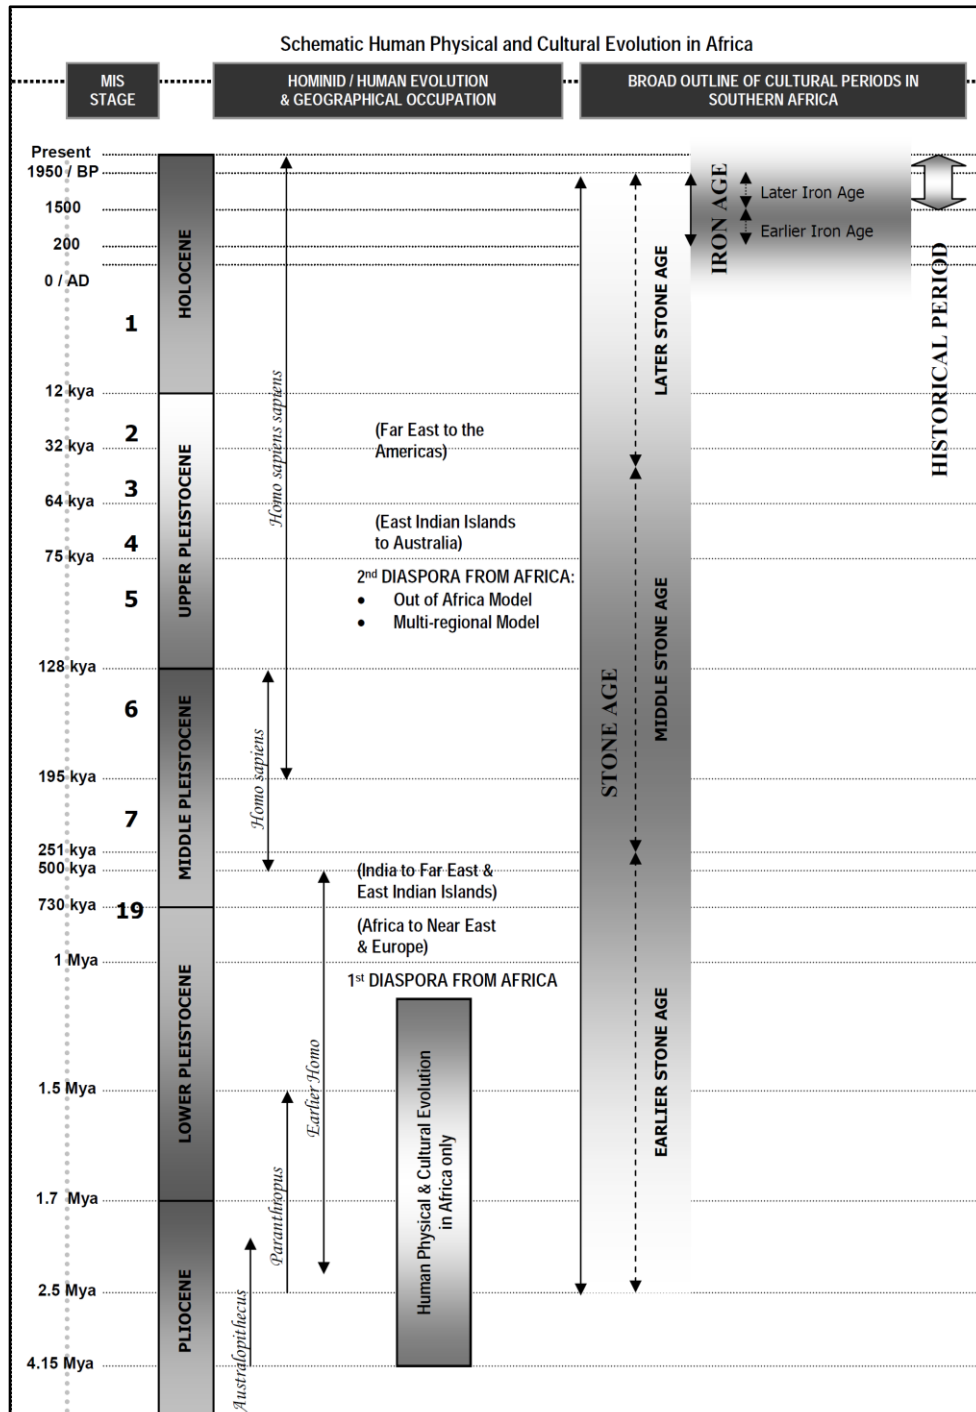 Schematic Human Physical and Cultural Evolution in Africa
MIS
STAGE
HOMINID / HUMAN EVOLUTION
& GEOGRAPHICAL OCCUPATION
BROAD OUTLINE OF CULTURAL PERIODS IN
SOUTHERN AFRICA
Present
1950 / BP
1500
200
0 / AD
1
12 kya
2
32 kya
3
64 kya
4
75 kya
5
128 kya
6
195 kya
7
251 kya
500 kya
730 kya
19
1 Mya
1.5 Mya
1.7 Mya
2.5 Mya
4.15 Mya
HOLOCENE
UPPER PLEISTOCENE
MIDDLE PLEISTOCENE
LOWER PLEISTOCENE
PLIOCENE
Homo sapiens sapiens
Homo sapiens
Earlier Homo
Paranthropus
Australopithecus
(Far East to the
Americas)
(East Indian Islands
to Australia)
2nd DIASPORA FROM AFRICA:
• Out of Africa Model
• Multi-regional Model
(India to Far East &
East Indian Islands)
(Africa to Near East
& Europe)
1st DIASPORA FROM AFRICA
Human Physical & Cultural Evolution
in Africa only
STONE AGE
LATER STONE AGE
MIDDLE STONE AGE
EARLIER STONE AGE
IRON AGE
Later Iron Age
Earlier Iron Age
HISTORICAL PERIOD